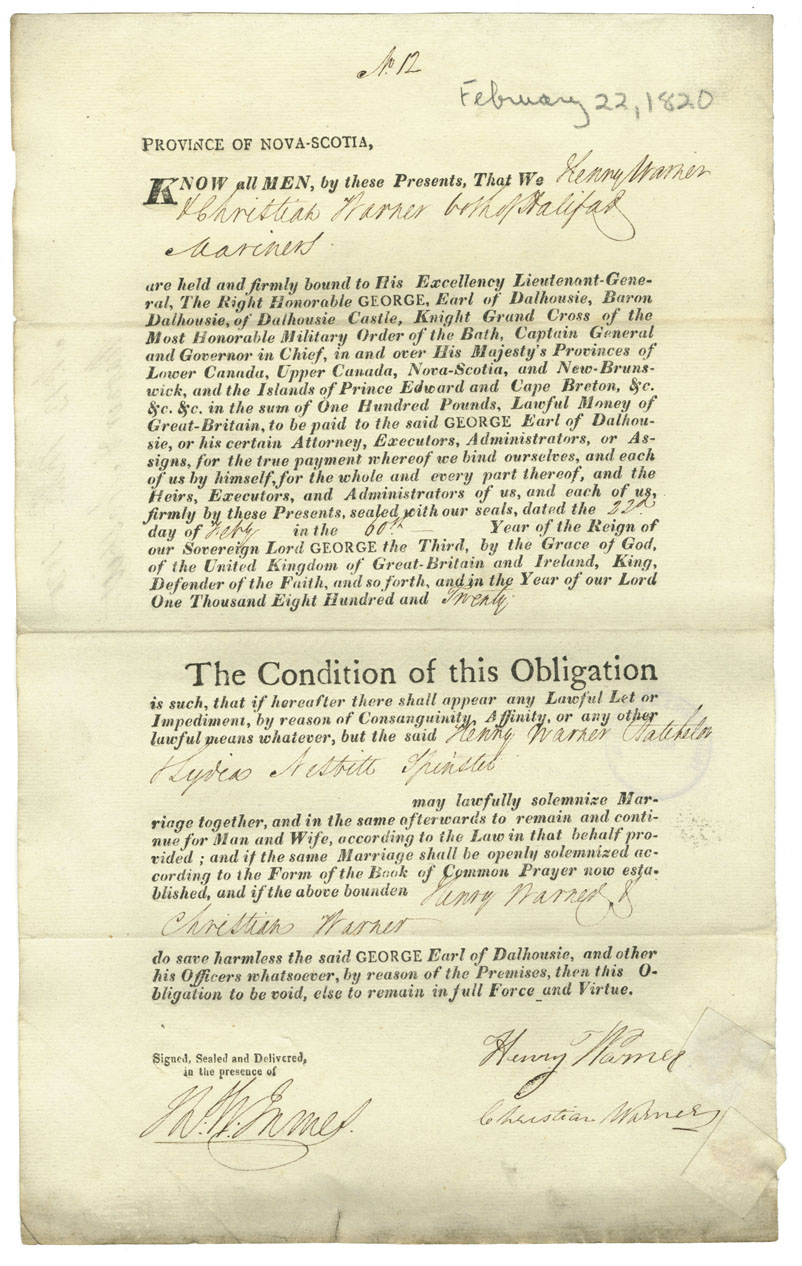 No 12
February 22, 1820
PROVINCE OF NOVA-SCOTIA,
KNOW all MEN, by these Presents, That We Henry Warner
& Christian Warner both of Halifax
Mariners
are held and firmly bound to His Excellency Lieutenant-Gene-
ral, The Right Honorable GEORGE, Earl of Dalhousie, Baron
Dalhousie, of Dalhousie Castle, Knight Grand Cross of the
Most Honorable Military Order of the Bath, Captain General
and Governor in Chief, in and over His Majesty's Provinces of
Lower Canada, Upper Canada, Nova-Scotia, and New-Bruns-
wick, and the Islands of Prince Edward and Cape Breton, &c.
&c. &c. in the sum of One Hundred Pounds, Lawful Money of
Great-Britain, to be paid to the said GEORGE Earl of Dalhou-
sie, or his certain Attorney, Executors, Administrators, or As-
signs, for the true payment whereof we bind ourselves, and each
of us by himself, for the whole and every part thereof, and the
Heirs, Executors, and Administrators of us, and each of us,
firmly by these Presents, sealed with our seals, dated the 22d
day of Feby in the 60th Year of the Reign of
our Sovereign Lord GEORGE the Third, by the Grace of God,
of the United Kingdom of Great-Britain and Ireland, King,
Defender of the Faith, and so forth, and in the Year of our Lord
One Thousand Eight Hundred and Twenty
The Condition of this Obligation
is such, that if hereafter there shall appear any Lawful Let or
Impediment, by reason of Consanguinity, Affinity, or any other
lawful means whatever, but the said Henry Warner Batchelor
& Lydia Nesbitt Spinster
may lawfully solemnize Mar-
riage together, and in the same afterwards to remain and conti-
nue for Man and Wife, according to the Law in that behalf pro-
vided ; and if the same Marriage shall be openly solemnized ac-
cording to the Form of the Book of Common Prayer now esta-
blished, and if the above bounden Henry Warner &
Christian Warner
do save harmless the said GEORGE Earl of Dalhousie, and other
his Officers whatsoever, by reason of the Premises, then this O-
bligation to be void, else to remain in full Force and Virtue.
Signed, Sealed and Delivered,
in the presence of
Henry Warner
Christian Warner